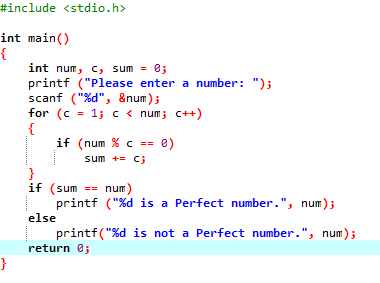 #include <stdio.h>
int main()
{
int num, c, sum = 0;
printf ("Please enter a number: ");
scanf ("%d", &num);
for (c = 1; c < num; c++)
{
if (num % c == 0)
sum += c;
}
if (sum == num)
printf ("%d is a Perfect number.", num);
else
printf("%d is not a Perfect number.", num);
return 0;
}